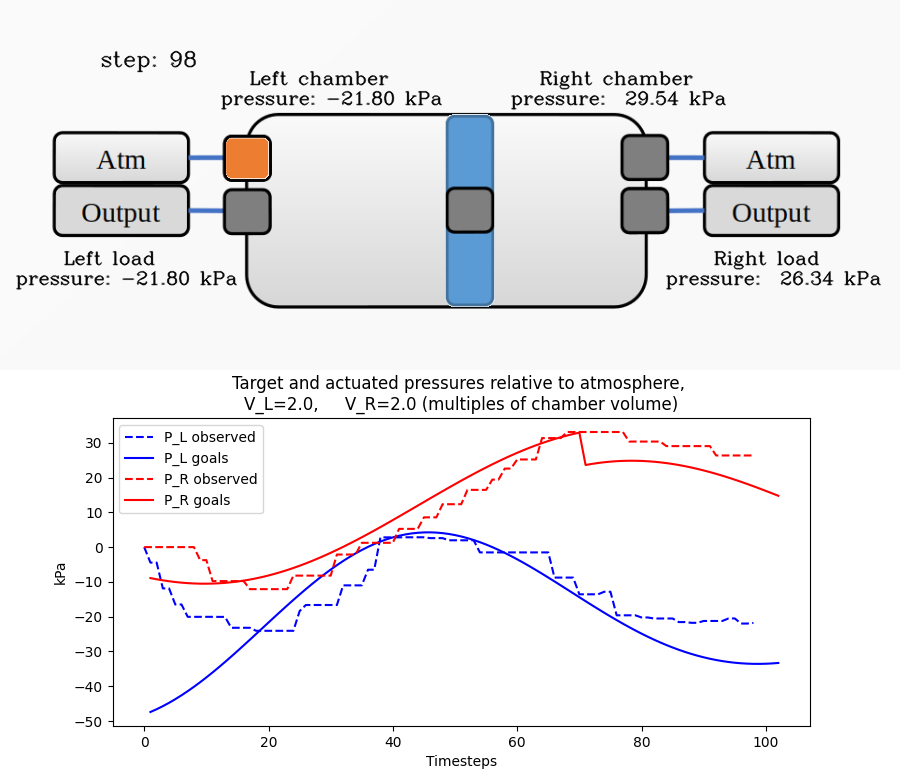 step: 98
Left chamber
pressure: −21.80 kPa
Right chamber
pressure: 29.54 kPa
Atm
Output
Atm
Output
Left load
pressure: −21.80 kPa
Right load
pressure: 26.34 kPa
Target and actuated pressures relative to atmosphere,
V_L=2.0, V_R=2.0 (multiples of chamber volume)
P_L observed
P_L goals
P_R observed
P_R goals
kPa
30
20
10
0
−10
−20
−30
−40
−50
0 20 40 60 80 100
Timesteps